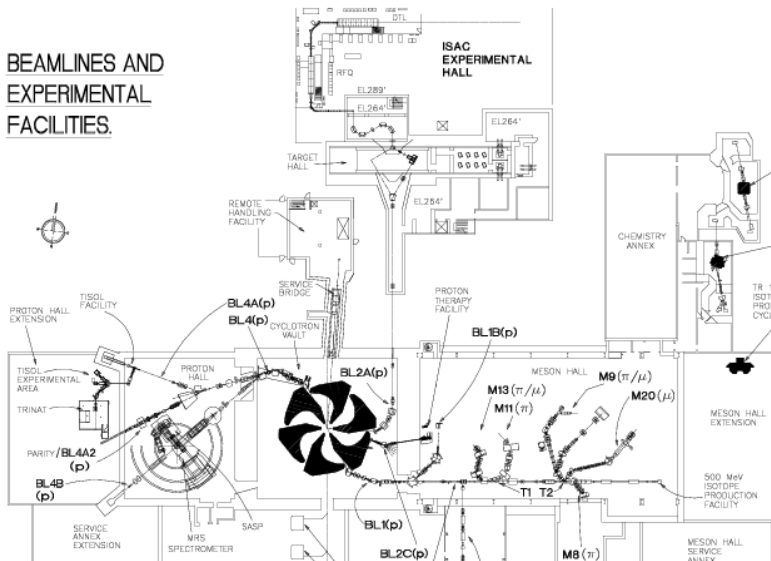 BEAMLINES AND
EXPERIMENTAL
FACILITIES.
DTL
ISAC
EXPERIMENTAL
HALL
RFQ
EL289'
EL264'
EL264'
TARGET
HALL
EL254'
REMOTE
HANDLING
FACILITY
CHEMISTRY
ANNEX
SERVICE
BRIDGE
PROTON
THERAPY
FACILITY
TISOL
FACILITY
BL4A(p)
BL4(p)
CYCLOTRON
VAULT
BL1B(p)
PROTON HALL
EXTENSION
PROTON
HALL
BL2A(p)
MESON HALL
TISOL
EXPERIMENTAL
AREA
M13(π/μ)
M11(π)
M9(π/μ)
M20(μ)
TRINAT
MESON HALL
EXTENSION
PARITY/BL4A2
(p)
BL4B
(p)
T1 T2
500 MeV
ISOTOPE
PRODUCTION
FACILITY
SERVICE
ANNEX
EXTENSION
MRS
SPECTROMETER
SASP
BL1(p)
BL2C(p)
M8(π)
MESON HALL
SERVICE
ANNEX